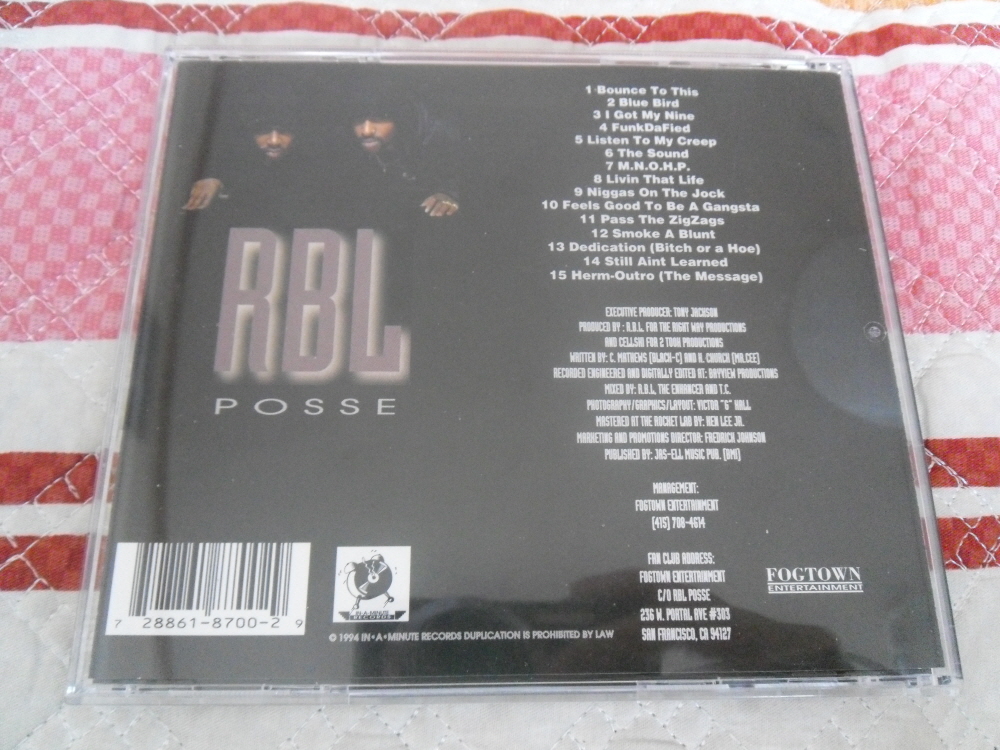 1 Bounce To This
2 Blue Bird
3 I Got My Nine
4 FunkDaFied
5 Listen To My Creep
6 The Sound
7 M.N.O.H.P.
8 Livin That Life
9 Niggas On The Jock
10 Feels Good To Be A Gangsta
11 Pass The ZigZags
12 Smoke A Blunt
13 Dedication (Bitch or a Hoe)
14 Still Aint Learned
15 Herm-Outro (The Message)
RBL
POSSE
EXECUTIVE PRODUCER: TONY JACKSON
PRODUCED BY: R.B.L. FOR THE RIGHT WAY PRODUCTIONS
AND CELLSKI FOR 2 TOOK PRODUCTIONS
WRITTEN BY: C. MATHEWS (BLACK-C) AND R. CHURCH (MR.CEE)
RECORDED ENGINEERED AND DIGITALLY EDITED AT: BAYVIEW PRODUCTIONS
MIXED BY: R.B.L, THE ENHANCER AND T.C.
PHOTOGRAPHY/GRAPHICS/LAYOUT: VICTOR "G" HALL
MASTERED AT THE ROCKET LAB BY: KEN LEE JR.
MARKETING AND PROMOTIONS DIRECTOR: FREDRICK JOHNSON
PUBLISHED BY: JAS-ELL MUSIC PUB. (BMI)
MANAGEMENT:
FOGTOWN ENTERTAINMENT
(415) 708-4614
FAN CLUB ADDRESS:
FOGTOWN ENTERTAINMENT
C/O RBL POSSE
236 W. PORTAL AVE #303
SAN FRANCISCO, CA 94127
FOGTOWN
ENTERTAINMENT
7 28861-8700-2 9
IN-A-MINUTE
RECORDS
© 1994 IN•A•MINUTE RECORDS DUPLICATION IS PROHIBITED BY LAW